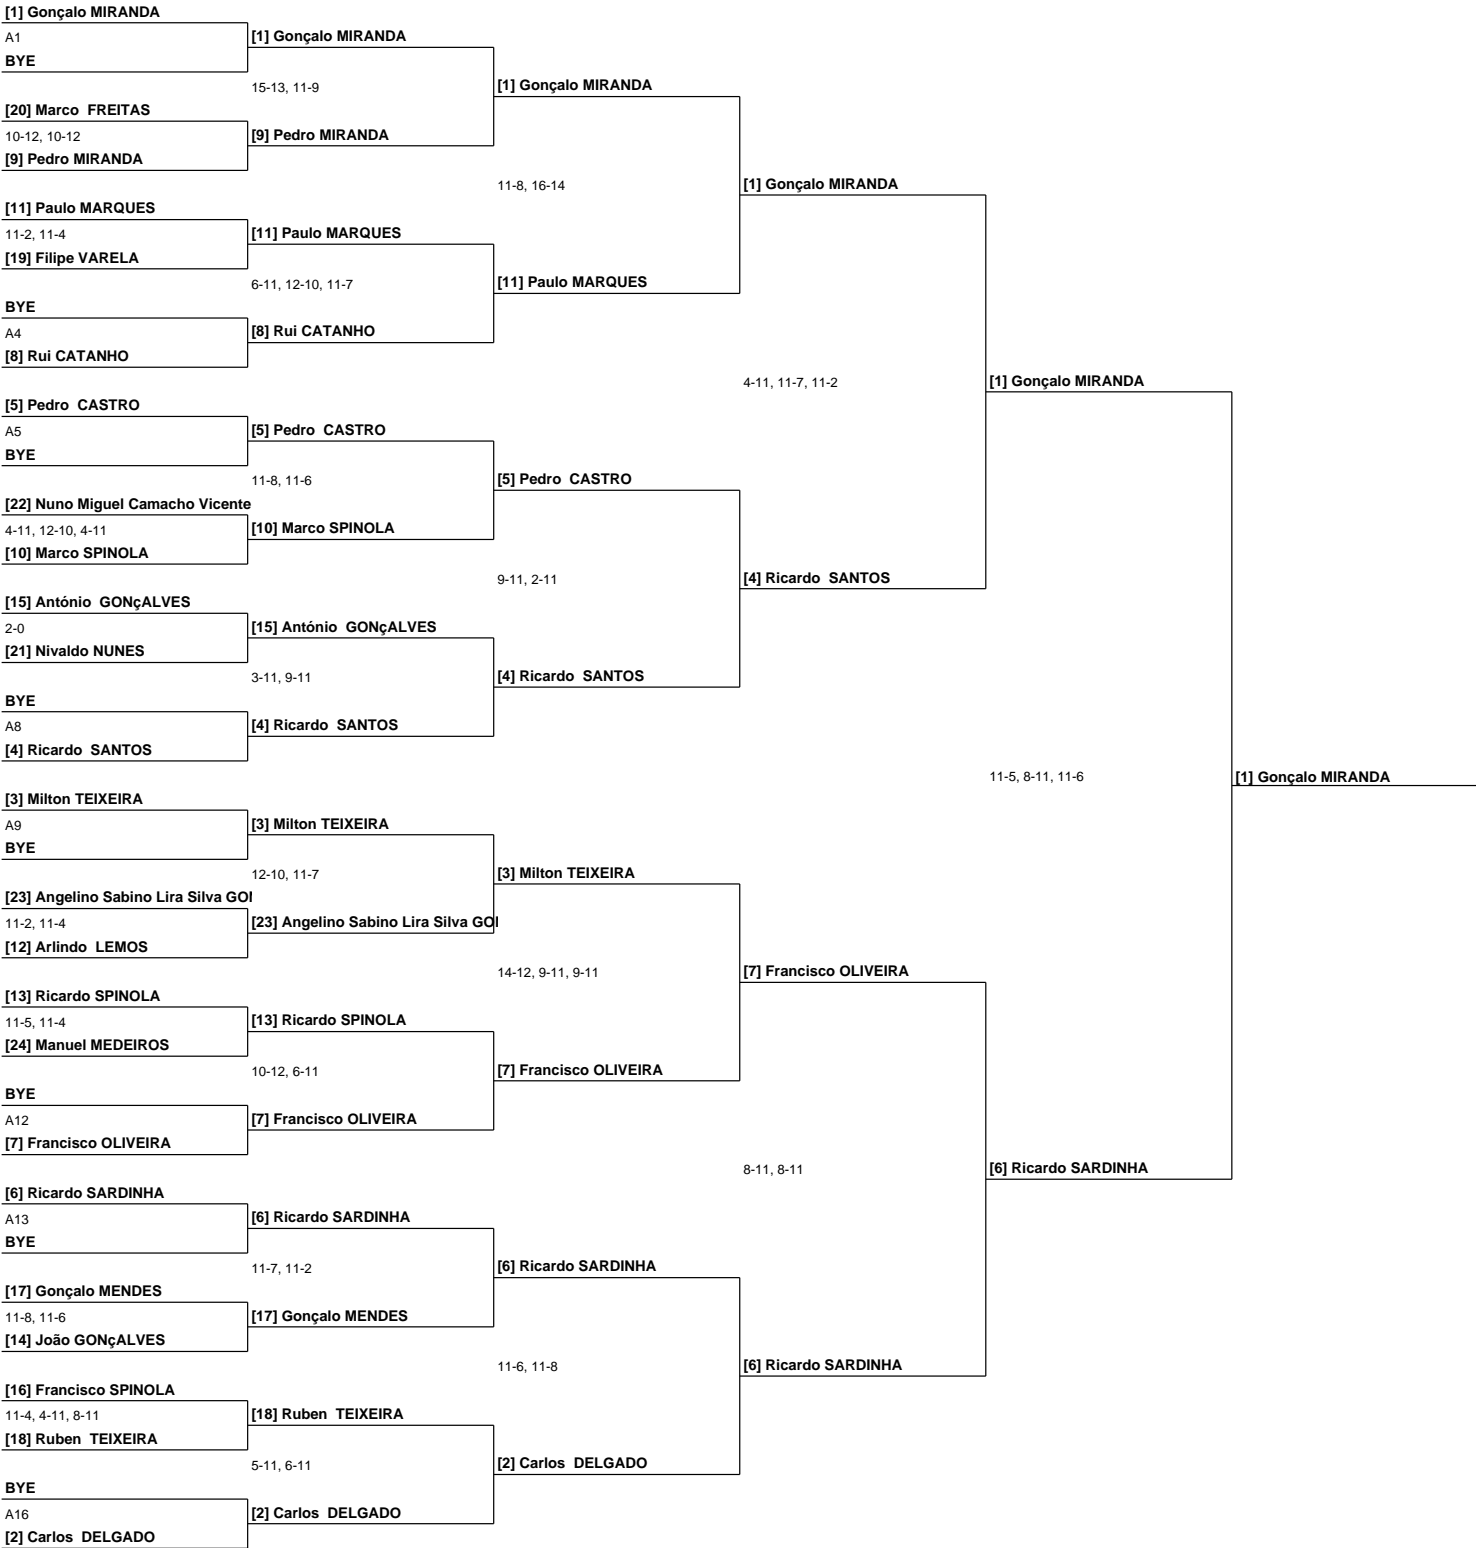 [1] Gonçalo MIRANDA
A1
[1] Gonçalo MIRANDA
BYE
15-13, 11-9
[1] Gonçalo MIRANDA
[20] Marco  FREITAS
10-12, 10-12
[9] Pedro MIRANDA
[9] Pedro MIRANDA
11-8, 16-14
[1] Gonçalo MIRANDA
[11] Paulo MARQUES
11-2, 11-4
[11] Paulo MARQUES
[19] Filipe VARELA
6-11, 12-10, 11-7
[11] Paulo MARQUES
BYE
A4
[8] Rui CATANHO
[8] Rui CATANHO
4-11, 11-7, 11-2
[1] Gonçalo MIRANDA
[5] Pedro  CASTRO
A5
[5] Pedro  CASTRO
BYE
11-8, 11-6
[5] Pedro  CASTRO
[22] Nuno Miguel Camacho Vicente
4-11, 12-10, 4-11
[10] Marco SPINOLA
[10] Marco SPINOLA
9-11, 2-11
[4] Ricardo  SANTOS
[15] António  GONçALVES
2-0
[15] António  GONçALVES
[21] Nivaldo NUNES
3-11, 9-11
[4] Ricardo  SANTOS
BYE
A8
[4] Ricardo  SANTOS
[4] Ricardo  SANTOS
11-5, 8-11, 11-6
[1] Gonçalo MIRANDA
[3] Milton TEIXEIRA
A9
[3] Milton TEIXEIRA
BYE
12-10, 11-7
[3] Milton TEIXEIRA
[23] Angelino Sabino Lira Silva GO
11-2, 11-4
[23] Angelino Sabino Lira Silva GO
[12] Arlindo  LEMOS
14-12, 9-11, 9-11
[7] Francisco OLIVEIRA
[13] Ricardo SPINOLA
11-5, 11-4
[13] Ricardo SPINOLA
[24] Manuel MEDEIROS
10-12, 6-11
[7] Francisco OLIVEIRA
BYE
A12
[7] Francisco OLIVEIRA
[7] Francisco OLIVEIRA
8-11, 8-11
[6] Ricardo SARDINHA
[6] Ricardo SARDINHA
A13
[6] Ricardo SARDINHA
BYE
11-7, 11-2
[6] Ricardo SARDINHA
[17] Gonçalo MENDES
11-8, 11-6
[17] Gonçalo MENDES
[14] João GONçALVES
11-6, 11-8
[6] Ricardo SARDINHA
[16] Francisco SPINOLA
11-4, 4-11, 8-11
[18] Ruben  TEIXEIRA
[18] Ruben  TEIXEIRA
5-11, 6-11
[2] Carlos  DELGADO
BYE
A16
[2] Carlos  DELGADO
[2] Carlos  DELGADO